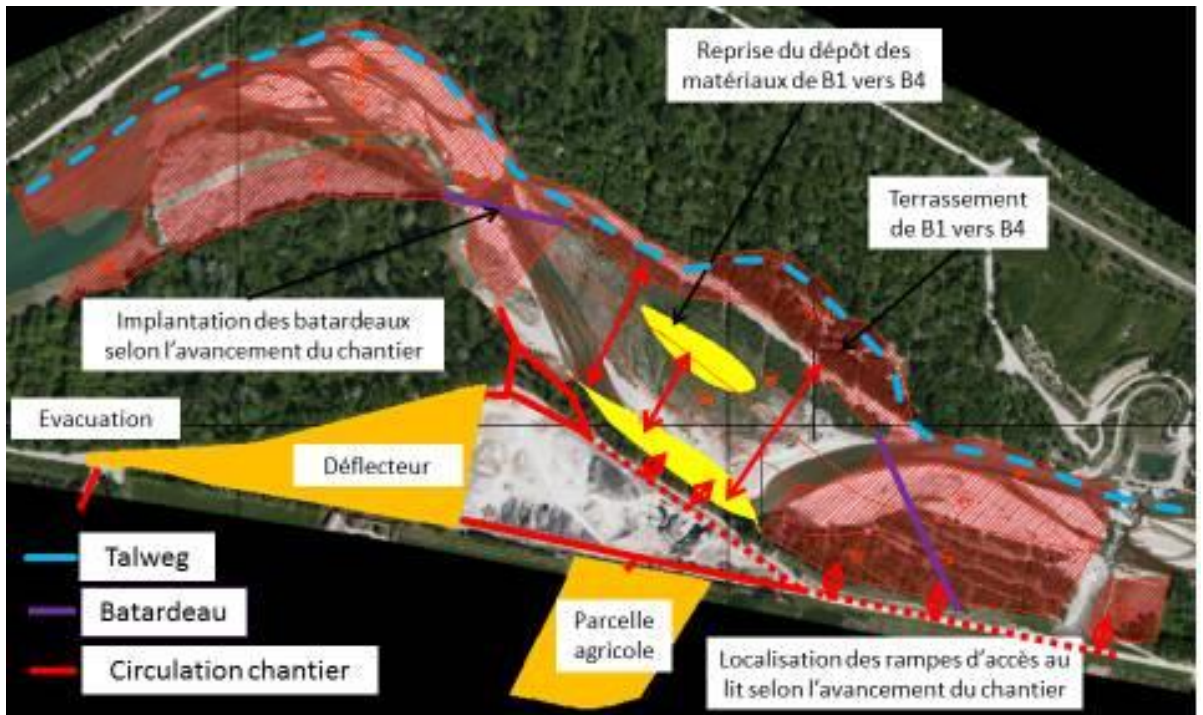 Reprise du dépôt des
matériaux de B1 vers B4
Terrassement
de B1 vers B4
Implantation des batardeaux
selon l'avancement du chantier
Evacuation
Déflecteur
Talweg
Batardeau
Circulation chantier
Parcelle
agricole
Localisation des rampes d'accès au
lit selon l'avancement du chantier